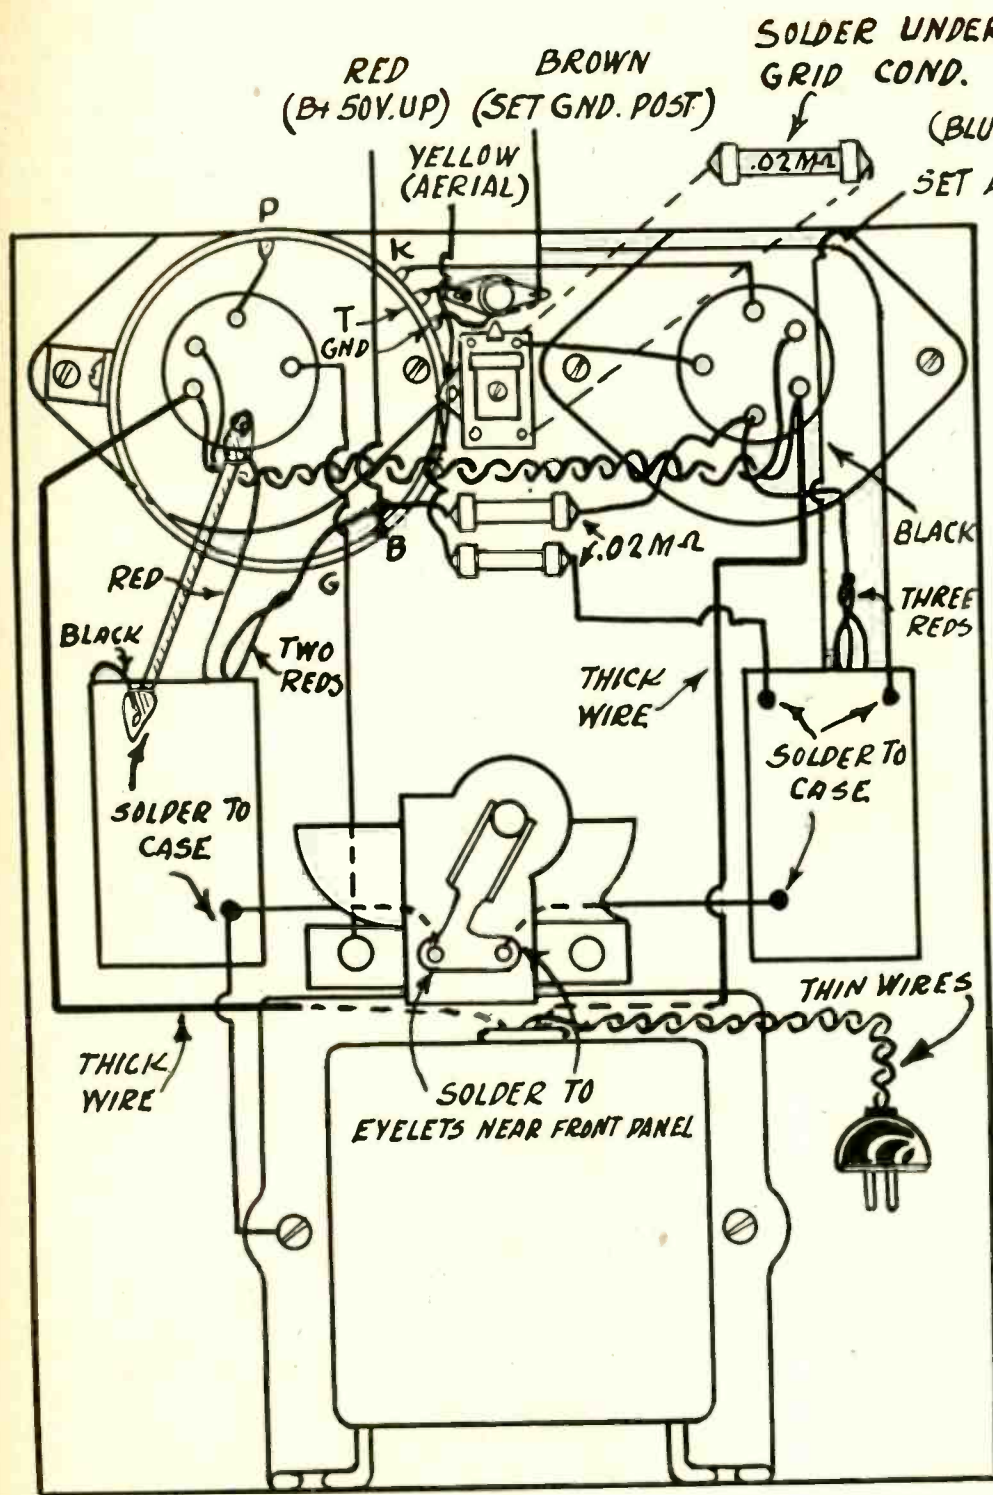 SOLDER UNDER
GRID COND.
RED
(B+ 50V. UP)
BROWN
(SET GND. POST)
YELLOW
(AERIAL)
.02MΩ
SET
P
K
T
GND
B
G
.02MΩ
BLACK
RED
BLACK
TWO
REDS
THREE
REDS
THICK
WIRE
SOLDER TO
CASE
SOLDER TO
CASE
THIN WIRES
THICK
WIRE
SOLDER TO
EYELETS NEAR FRONT PANEL